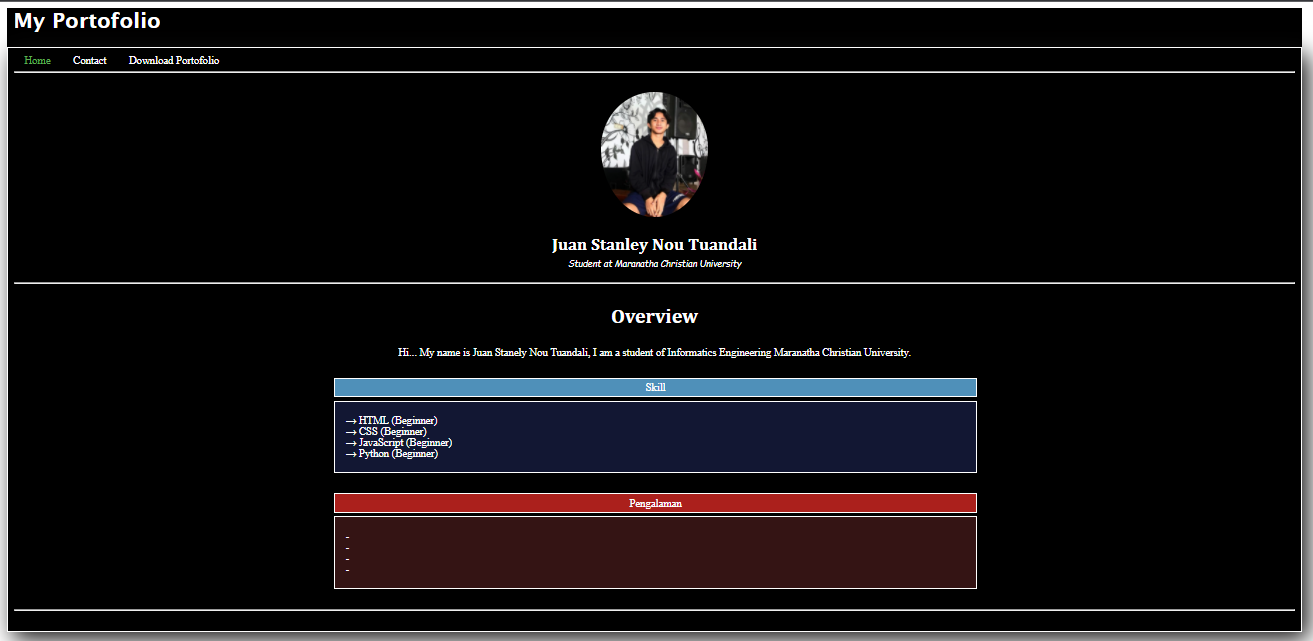 My Portofolio
Home Contact Download Portofolio
Juan Stanley Nou Tuandali
Student at Maranatha Christian University
Overview
Hi... My name is Juan Stanely Nou Tuandali, I am a student of Informatics Engineering Maranatha Christian University.
Skill
→ HTML (Beginner)
→ CSS (Beginner)
→ JavaScript (Beginner)
→ Python (Beginner)
Pengalaman
-
-
-
-